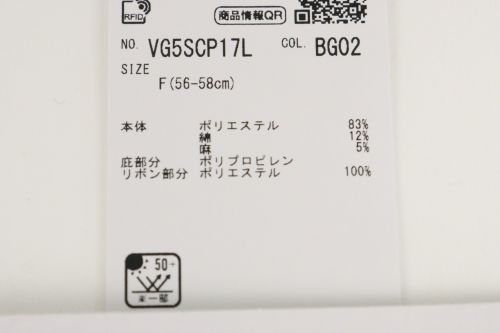 RFID
商品情報QR
NO. VG5SCP17L COL. BG02
SIZE
F(56-58cm)
本体 ポリエステル 83%
綿 12%
麻 5%
庇部分 ポリプロピレン
リボン部分 ポリエステル 100%
50+
※一部